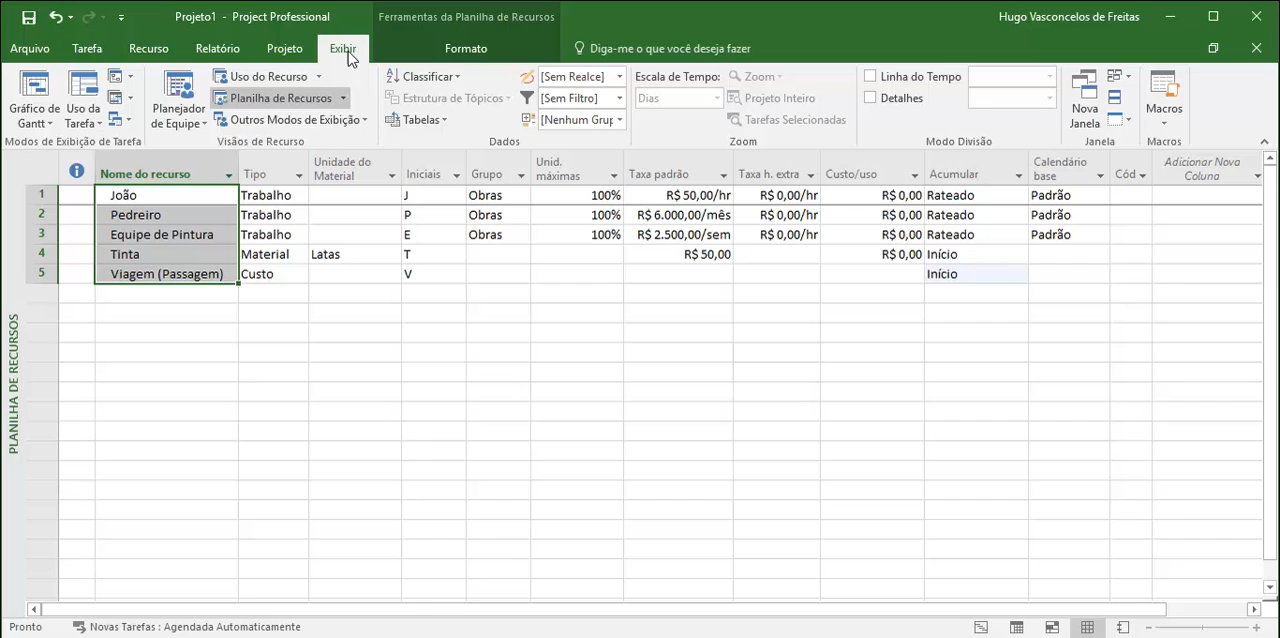 Projeto1 - Project Professional
Ferramentas da Planilha de Recursos
Hugo Vasconcelos de Freitas
Arquivo Tarefa Recurso Relatório Projeto Exibir Formato Diga-me o que você deseja fazer
Gráfico de Gantt
Uso da Tarefa
Modos de Exibição de Tarefa
Planejador de Equipe
Uso do Recurso
Planilha de Recursos
Outros Modos de Exibição
Visões de Recurso
Classificar
Estrutura de Tópicos
Tabelas
[Sem Realce]
[Sem Filtro]
[Nenhum Grup
Dados
Escala de Tempo:
Dias
Zoom
Projeto Inteiro
Tarefas Selecionadas
Zoom
Linha do Tempo
Detalhes
Modo Divisão
Nova Janela
Janela
Macros
Macros
Nome do recurso Tipo Unidade do Material Iniciais Grupo Unid. máximas Taxa padrão Taxa h. extra Custo/uso Acumular Calendário base Cód Adicionar Nova Coluna
1 João Trabalho J Obras 100% R$ 50,00/hr R$ 0,00/hr R$ 0,00 Rateado Padrão
2 Pedreiro Trabalho P Obras 100% R$ 6.000,00/mês R$ 0,00/hr R$ 0,00 Rateado Padrão
3 Equipe de Pintura Trabalho E Obras 100% R$ 2.500,00/sem R$ 0,00/hr R$ 0,00 Rateado Padrão
4 Tinta Material Latas T R$ 50,00 R$ 0,00 Início
5 Viagem (Passagem) Custo V Início
PLANILHA DE RECURSOS
Pronto Novas Tarefas : Agendada Automaticamente